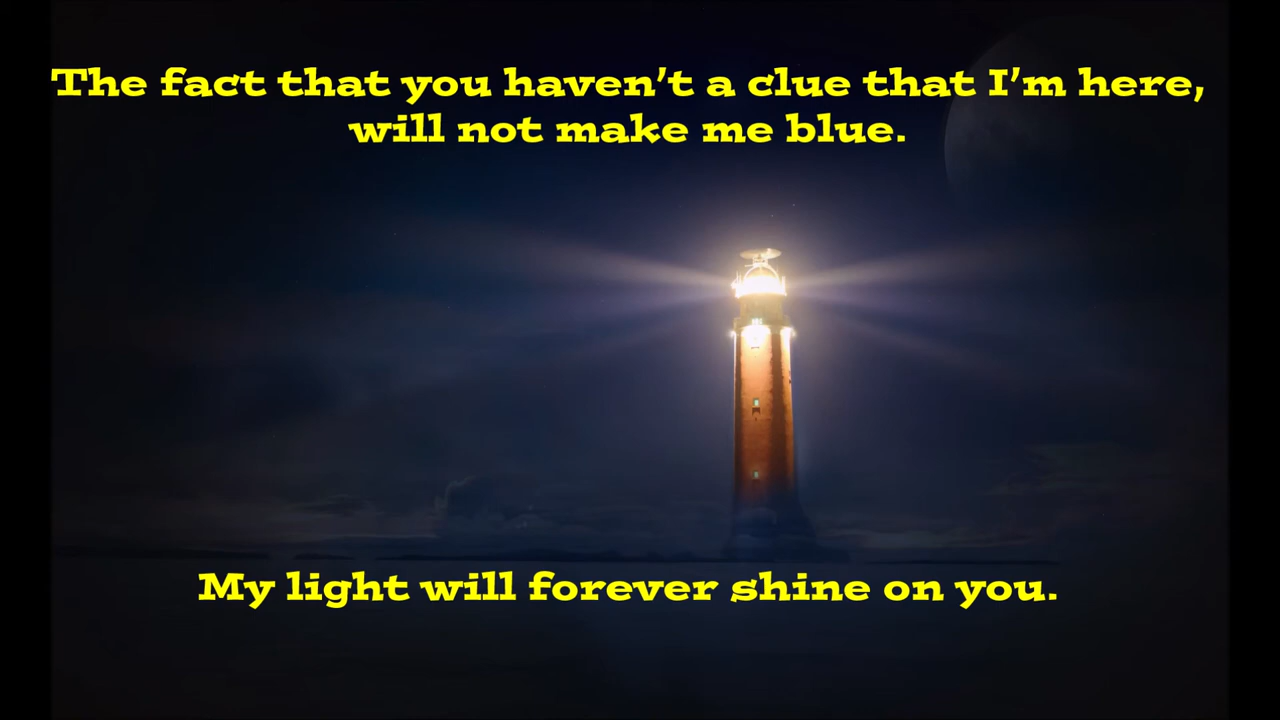 The fact that you haven't a clue that I'm here,
will not make me blue.
My light will forever shine on you.